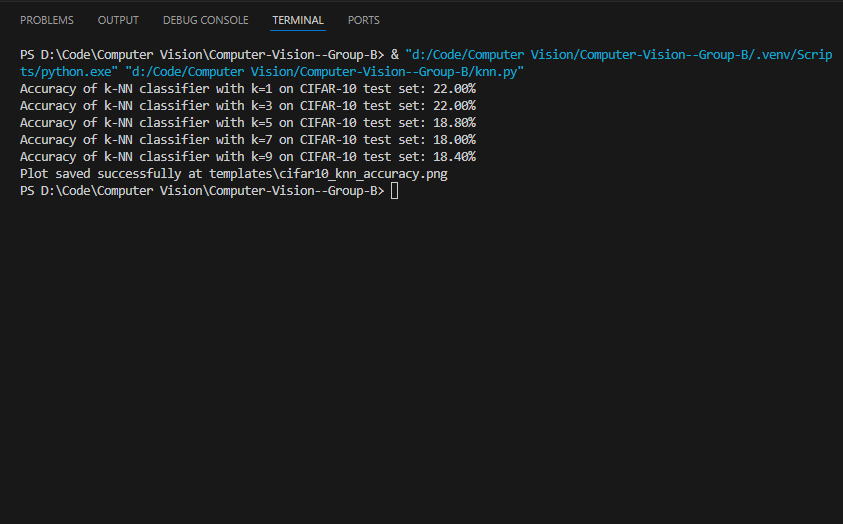 PROBLEMS OUTPUT DEBUG CONSOLE TERMINAL PORTS
PS D:\Code\Computer Vision\Computer-Vision--Group-B> & "d:/Code/Computer Vision/Computer-Vision--Group-B/.venv/Scrip
ts/python.exe" "d:/Code/Computer Vision/Computer-Vision--Group-B/knn.py"
Accuracy of k-NN classifier with k=1 on CIFAR-10 test set: 22.00%
Accuracy of k-NN classifier with k=3 on CIFAR-10 test set: 22.00%
Accuracy of k-NN classifier with k=5 on CIFAR-10 test set: 18.80%
Accuracy of k-NN classifier with k=7 on CIFAR-10 test set: 18.00%
Accuracy of k-NN classifier with k=9 on CIFAR-10 test set: 18.40%
Plot saved successfully at templates\cifar10_knn_accuracy.png
PS D:\Code\Computer Vision\Computer-Vision--Group-B>